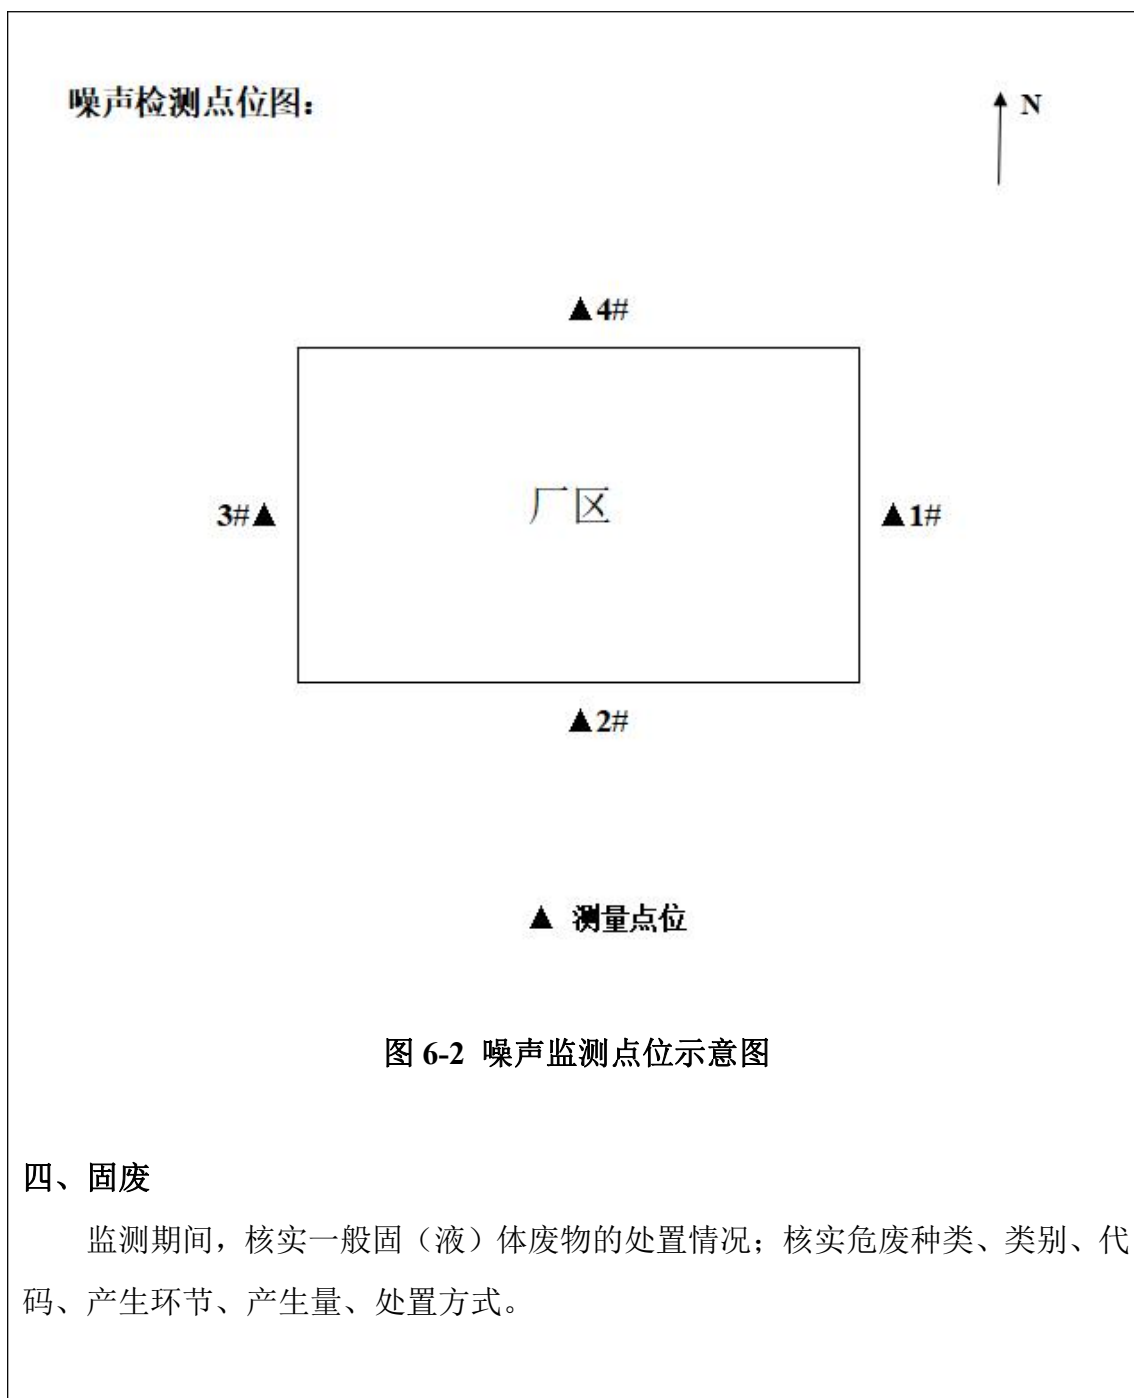 噪声检测点位图：
N
▲4#
3#▲
厂区
▲1#
▲2#
▲ 测量点位
图 6-2 噪声监测点位示意图
四、固废
监测期间，核实一般固（液）体废物的处置情况；核实危废种类、类别、代
码、产生环节、产生量、处置方式。